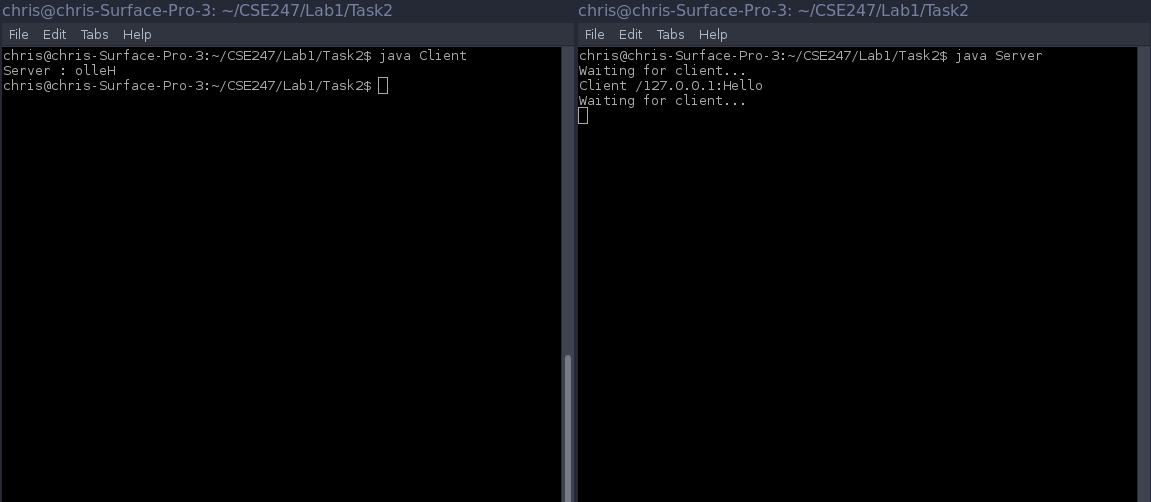 chris@chris-Surface-Pro-3: ~/CSE247/Lab1/Task2
File Edit Tabs Help
chris@chris-Surface-Pro-3:~/CSE247/Lab1/Task2$ java Client
Server : olleH
chris@chris-Surface-Pro-3:~/CSE247/Lab1/Task2$
chris@chris-Surface-Pro-3: ~/CSE247/Lab1/Task2
File Edit Tabs Help
chris@chris-Surface-Pro-3:~/CSE247/Lab1/Task2$ java Server
Waiting for client...
Client /127.0.0.1:Hello
Waiting for client...